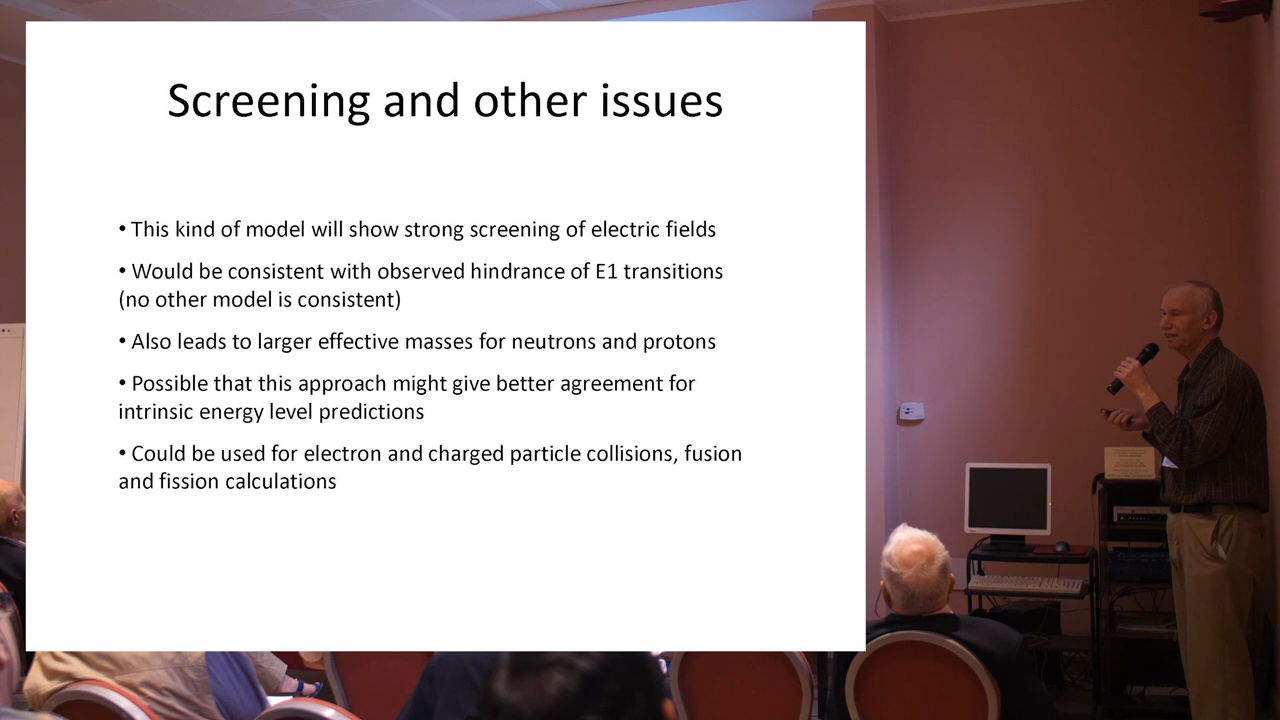 Screening and other issues
• This kind of model will show strong screening of electric fields
• Would be consistent with observed hindrance of E1 transitions
(no other model is consistent)
• Also leads to larger effective masses for neutrons and protons
• Possible that this approach might give better agreement for
intrinsic energy level predictions
• Could be used for electron and charged particle collisions, fusion
and fission calculations